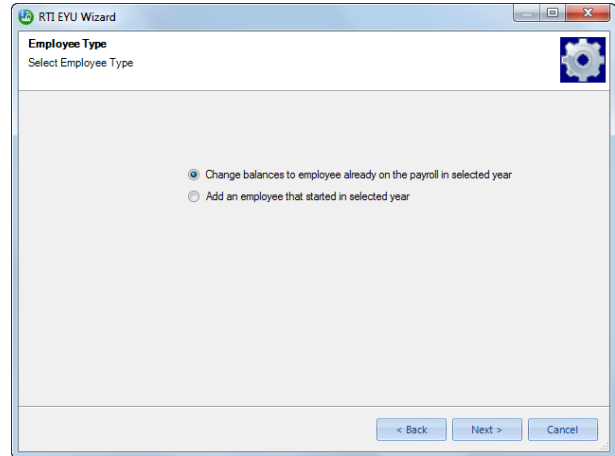 RTI EYU Wizard
Employee Type
Select Employee Type
Change balances to employee already on the payroll in selected year
Add an employee that started in selected year
< Back Next > Cancel